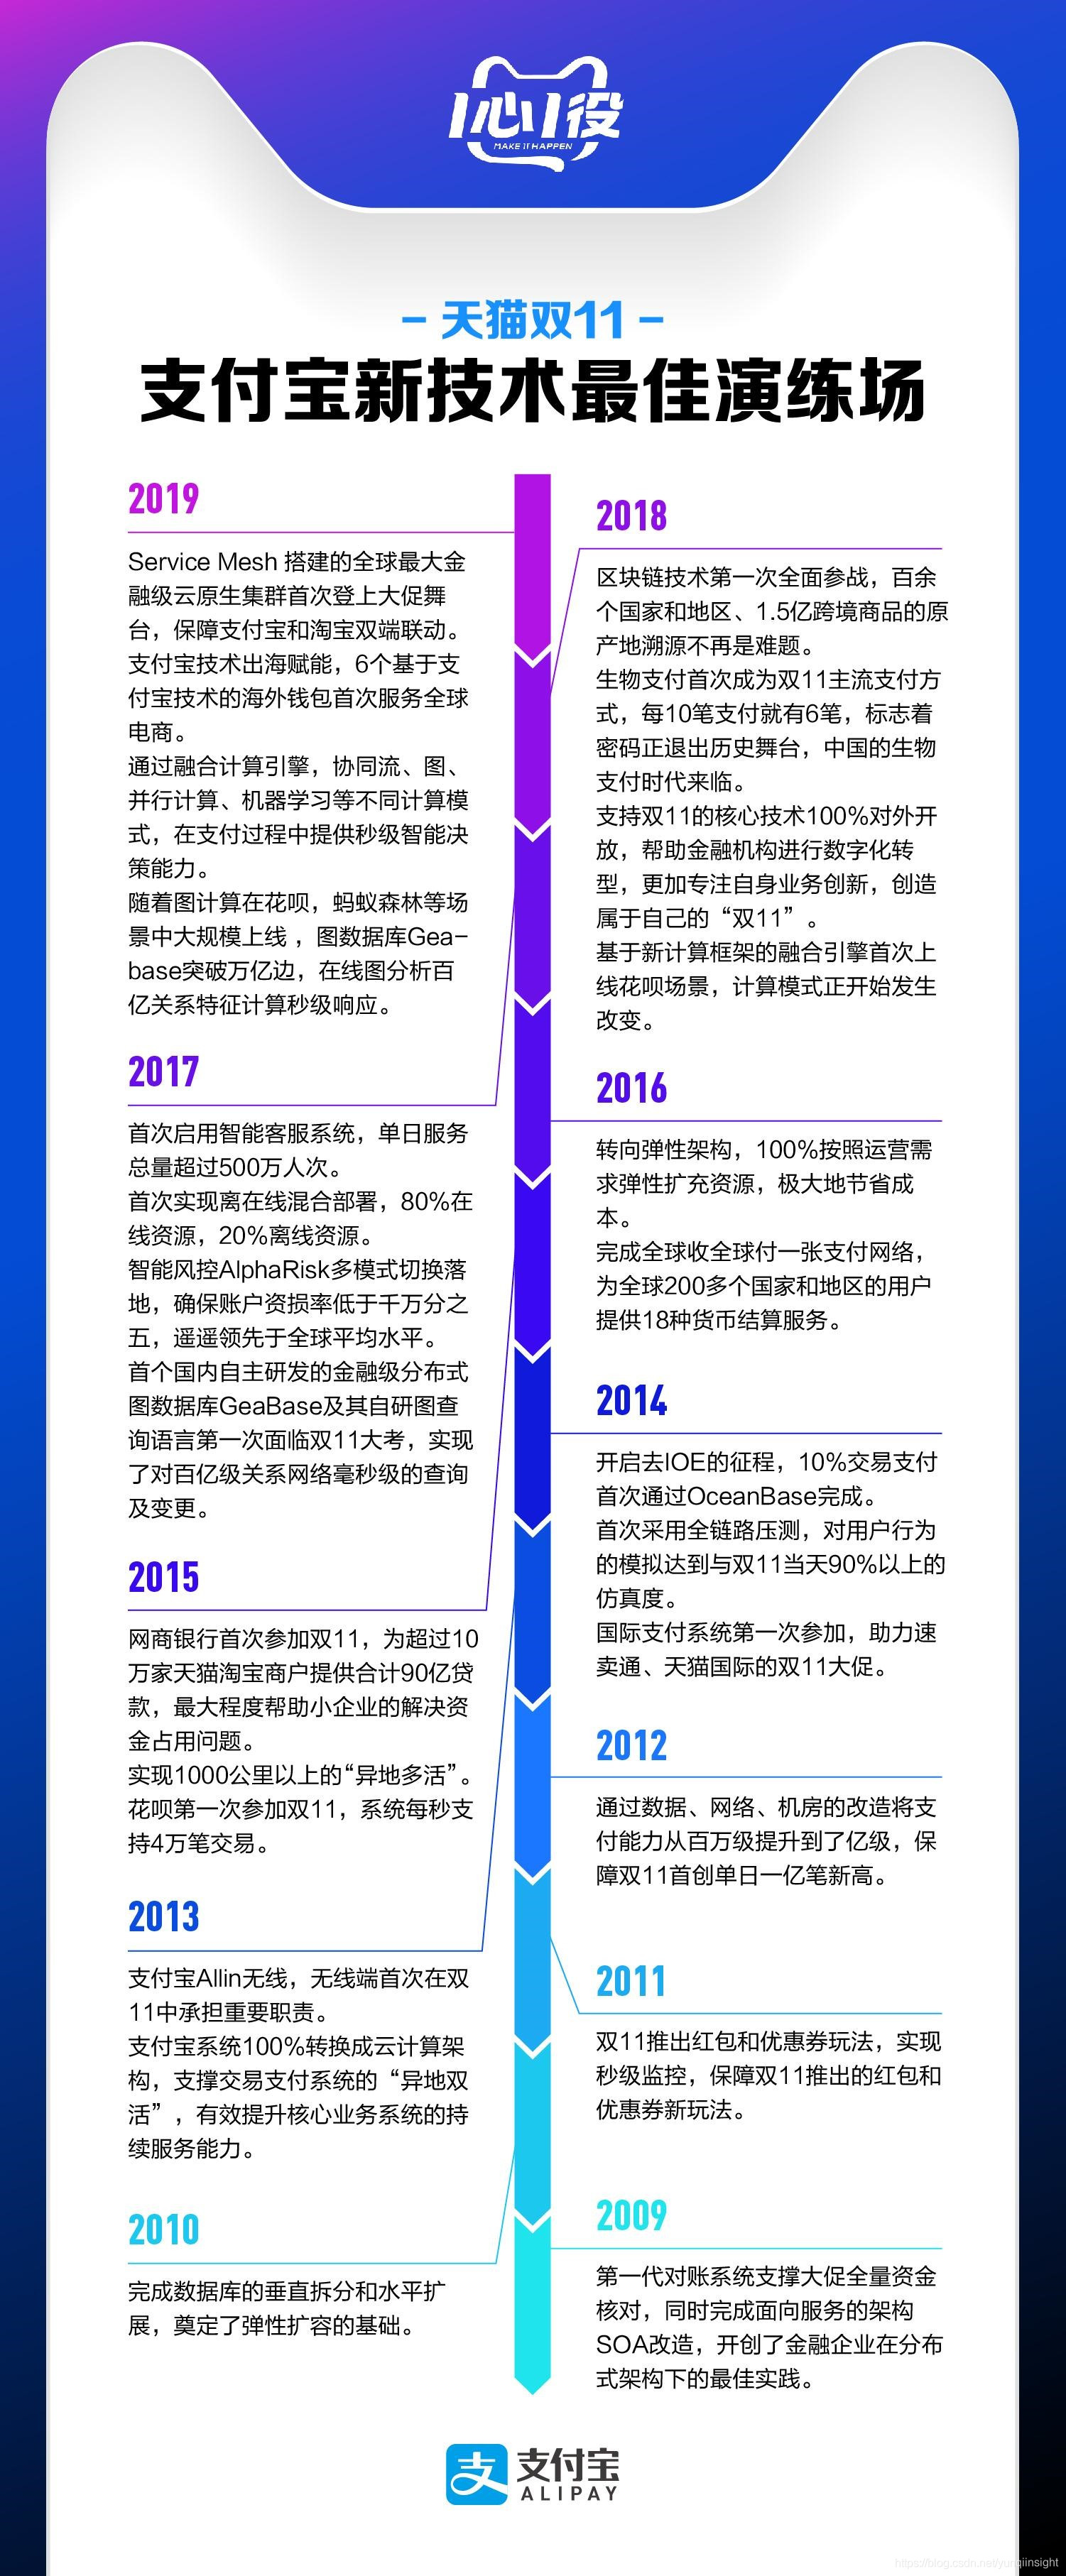 1心1役
MAKE IT HAPPEN
– 天猫双11 –
支付宝新技术最佳演练场
2019
Service Mesh 搭建的全球最大金
融级云原生集群首次登上大促舞
台，保障支付宝和淘宝双端联动。
支付宝技术出海赋能，6个基于支
付宝技术的海外钱包首次服务全球
电商。
通过融合计算引擎，协同流、图、
并行计算、机器学习等不同计算模
式，在支付过程中提供秒级智能决
策能力。
随着图计算在花呗，蚂蚁森林等场
景中大规模上线 ，图数据库Gea-
base突破万亿边，在线图分析百
亿关系特征计算秒级响应。
2018
区块链技术第一次全面参战，百余
个国家和地区、1.5亿跨境商品的原
产地溯源不再是难题。
生物支付首次成为双11主流支付方
式，每10笔支付就有6笔，标志着
密码正退出历史舞台，中国的生物
支付时代来临。
支持双11的核心技术100%对外开
放，帮助金融机构进行数字化转
型，更加专注自身业务创新，创造
属于自己的“双11”。
基于新计算框架的融合引擎首次上
线花呗场景，计算模式正开始发生
改变。
2017
首次启用智能客服系统，单日服务
总量超过500万人次。
首次实现离在线混合部署，80%在
线资源，20%离线资源。
智能风控AlphaRisk多模式切换落
地，确保账户资损率低于千万分之
五，遥遥领先于全球平均水平。
首个国内自主研发的金融级分布式
图数据库GeaBase及其自研图查
询语言第一次面临双11大考，实现
了对百亿级关系网络毫秒级的查询
及变更。
2016
转向弹性架构，100%按照运营需
求弹性扩充资源，极大地节省成
本。
完成全球收全球付一张支付网络，
为全球200多个国家和地区的用户
提供18种货币结算服务。
2015
网商银行首次参加双11，为超过10
万家天猫淘宝商户提供合计90亿贷
款，最大程度帮助小企业的解决资
金占用问题。
实现1000公里以上的“异地多活”。
花呗第一次参加双11，系统每秒支
持4万笔交易。
2014
开启去IOE的征程，10%交易支付
首次通过OceanBase完成。
首次采用全链路压测，对用户行为
的模拟达到与双11当天90%以上的
仿真度。
国际支付系统第一次参加，助力速
卖通、天猫国际的双11大促。
2013
支付宝Allin无线，无线端首次在双
11中承担重要职责。
支付宝系统100%转换成云计算架
构，支撑交易支付系统的“异地双
活”，有效提升核心业务系统的持
续服务能力。
2012
通过数据、网络、机房的改造将支
付能力从百万级提升到了亿级，保
障双11首创单日一亿笔新高。
2011
双11推出红包和优惠券玩法，实现
秒级监控，保障双11推出的红包和
优惠券新玩法。
2010
完成数据库的垂直拆分和水平扩
展，奠定了弹性扩容的基础。
2009
第一代对账系统支撑大促全量资金
核对，同时完成面向服务的架构
SOA改造，开创了金融企业在分布
式架构下的最佳实践。
支 支付宝
ALIPAY
https://blog.csdn.net/yunqiinsight